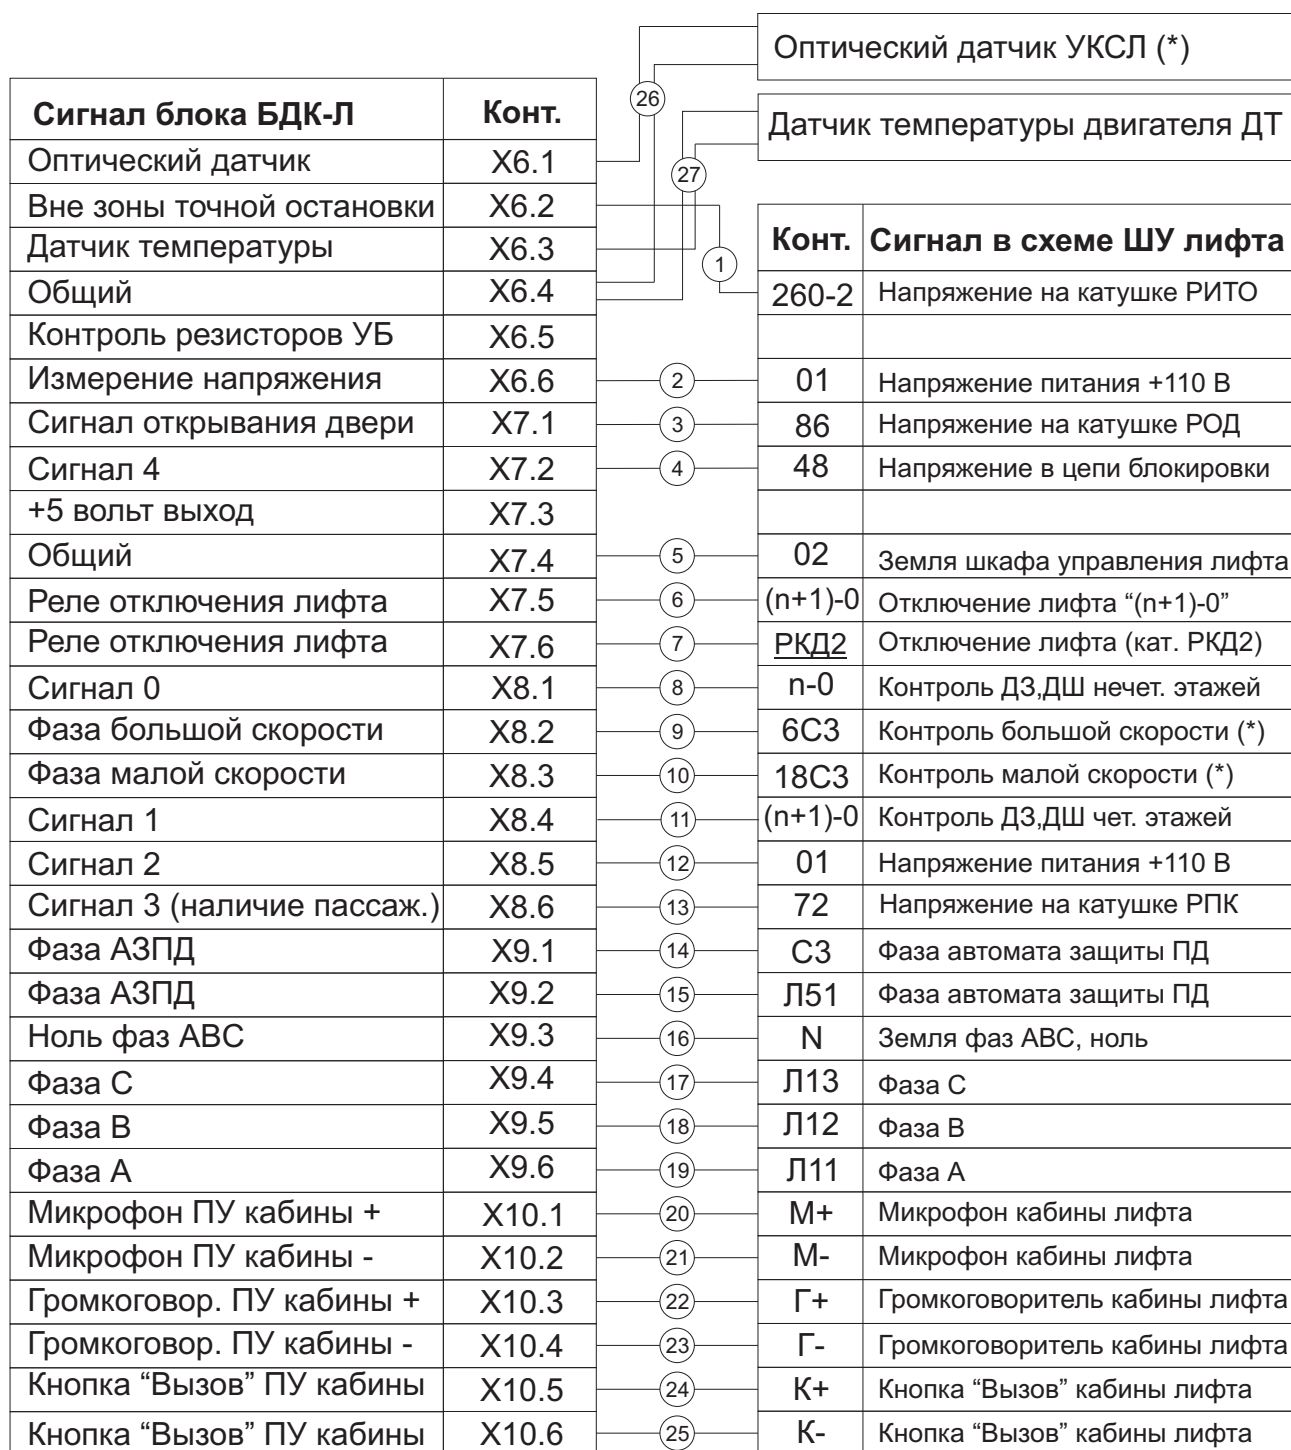 Оптический датчик УКСЛ (*)
Датчик температуры двигателя ДТ
26
27
1
Сигнал блока БДК-Л Конт.
Оптический датчик X6.1
Вне зоны точной остановки X6.2
Датчик температуры X6.3
Общий X6.4
Контроль резисторов УБ X6.5
Конт. Сигнал в схеме ШУ лифта
260-2 Напряжение на катушке РИТО
Измерение напряжения X6.6 2 01 Напряжение питания +110 В
Сигнал открывания двери X7.1 3 86 Напряжение на катушке РОД
Сигнал 4 X7.2 4 48 Напряжение в цепи блокировки
+5 вольт выход X7.3
Общий X7.4 5 02 Земля шкафа управления лифта
Реле отключения лифта X7.5 6 (n+1)-0 Отключение лифта “(n+1)-0”
Реле отключения лифта X7.6 7 РКД2 Отключение лифта (кат. РКД2)
Сигнал 0 X8.1 8 n-0 Контроль ДЗ,ДШ нечет. этажей
Фаза большой скорости X8.2 9 6С3 Контроль большой скорости (*)
Фаза малой скорости X8.3 10 18С3 Контроль малой скорости (*)
Сигнал 1 X8.4 11 (n+1)-0 Контроль ДЗ,ДШ чет. этажей
Сигнал 2 X8.5 12 01 Напряжение питания +110 В
Сигнал 3 (наличие пассаж.) X8.6 13 72 Напряжение на катушке РПК
Фаза АЗПД X9.1 14 С3 Фаза автомата защиты ПД
Фаза АЗПД X9.2 15 Л51 Фаза автомата защиты ПД
Ноль фаз АВС X9.3 16 N Земля фаз АВС, ноль
Фаза С X9.4 17 Л13 Фаза С
Фаза В X9.5 18 Л12 Фаза В
Фаза А X9.6 19 Л11 Фаза А
Микрофон ПУ кабины + X10.1 20 М+ Микрофон кабины лифта
Микрофон ПУ кабины - X10.2 21 М- Микрофон кабины лифта
Громкоговор. ПУ кабины + X10.3 22 Г+ Громкоговоритель кабины лифта
Громкоговор. ПУ кабины - X10.4 23 Г- Громкоговоритель кабины лифта
Кнопка “Вызов” ПУ кабины X10.5 24 К+ Кнопка “Вызов” кабины лифта
Кнопка “Вызов” ПУ кабины X10.6 25 К- Кнопка “Вызов” кабины лифта